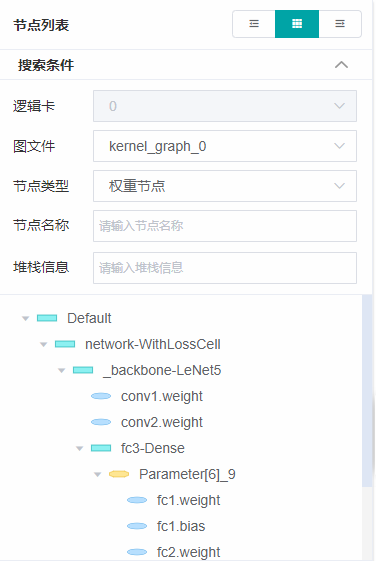 节点列表
搜索条件
逻辑卡 0
图文件 kernel_graph_0
节点类型 权重节点
节点名称 请输入节点名称
堆栈信息 请输入堆栈信息
Default
network-WithLossCell
_backbone-LeNet5
conv1.weight
conv2.weight
fc3-Dense
Parameter[6]_9
fc1.weight
fc1.bias
fc2.weight